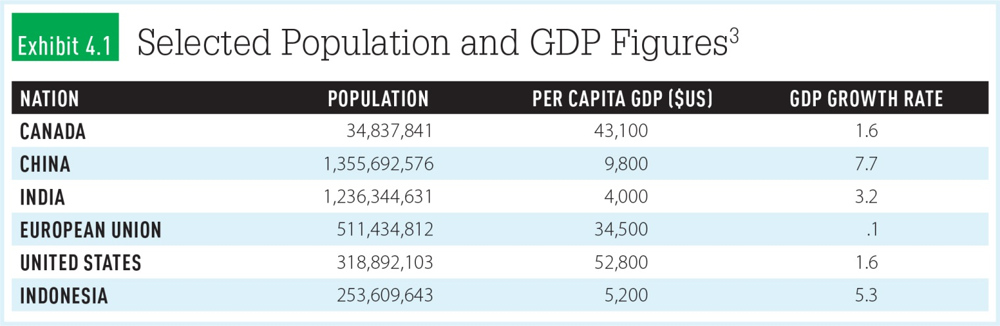 Exhibit 4.1 Selected Population and GDP Figures³
NATION POPULATION PER CAPITA GDP ($US) GDP GROWTH RATE
CANADA 34,837,841 43,100 1.6
CHINA 1,355,692,576 9,800 7.7
INDIA 1,236,344,631 4,000 3.2
EUROPEAN UNION 511,434,812 34,500 .1
UNITED STATES 318,892,103 52,800 1.6
INDONESIA 253,609,643 5,200 5.3